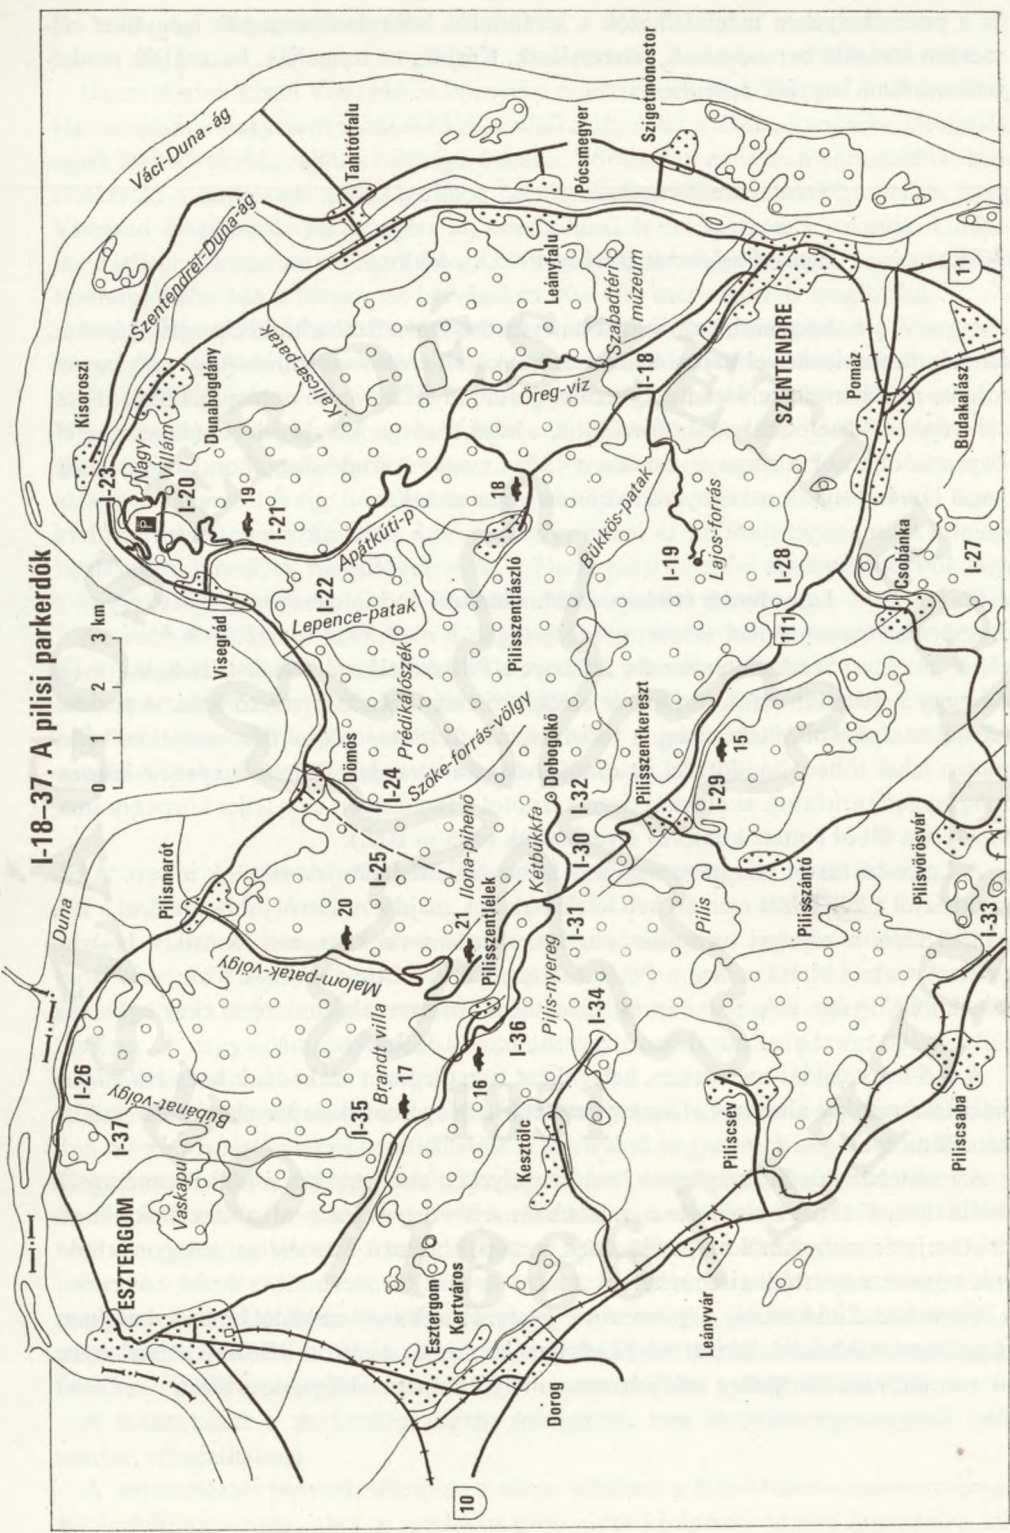 I-18–37 A pilisi parkerdők
0 1 2 3 km
Váci-Duna-ág
Szentendrei-Duna-ág
Kisoroszi
Tahitótfalu
Pócsmegyer
Szigetmonostor
I-23
Nagy-
Villám
P
I-20
Dunabogdány
Kalicsa-patak
Leányfalu
Szabadtéri
múzeum
19
I-21
Öreg-víz
I-18
SZENTENDRE
11
Visegrád
I-22
Apátkúti-p
18
Lepence-patak
Pilisszentlászló
Bükkös-patak
I-19
Lajos-forrás
Pomáz
Budakalász
Duna
Pilismarót
Dömös
Prédikálószék
I-24
Szőke-forrás-völgy
I-28
111
Csobánka
I-27
Dobogókő
I-32
Pilisszentkereszt
15
I-29
I-25
20
Ilona-pihenő
21
Pilisszentlélek
Kétbükkfa
I-30
I-31
Pilis
Pilisszántó
Pilisvörösvár
I-33
Malom-patak-völgy
Pilis-nyereg
I-34
I-36
16
Brandt villa
17
I-35
I-26
I-37
Búbánat-völgy
Vaskapu
Kesztölc
Piliscsév
Piliscsaba
ESZTERGOM
Esztergom
Kertváros
Leányvár
Dorog
10